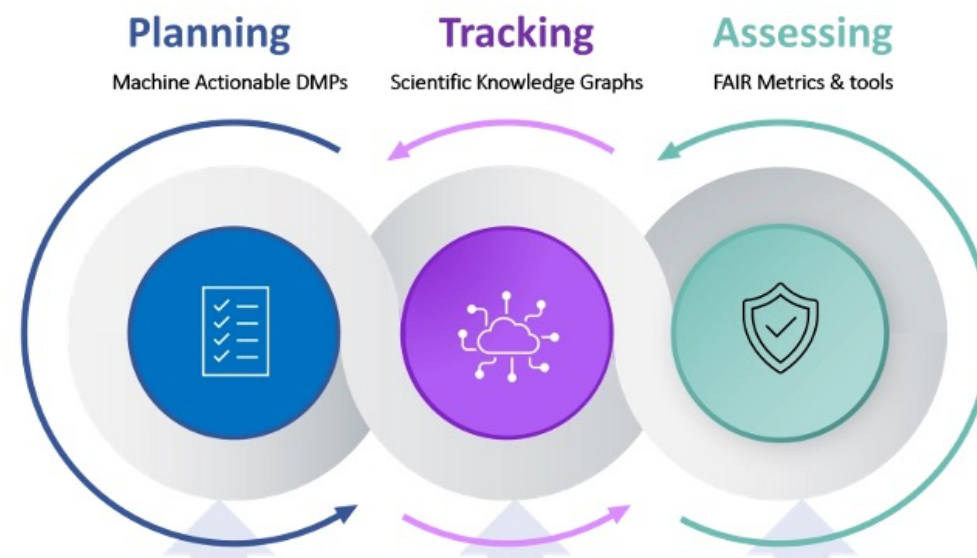 Planning
Machine Actionable DMPs
Tracking
Scientific Knowledge Graphs
Assessing
FAIR Metrics & tools